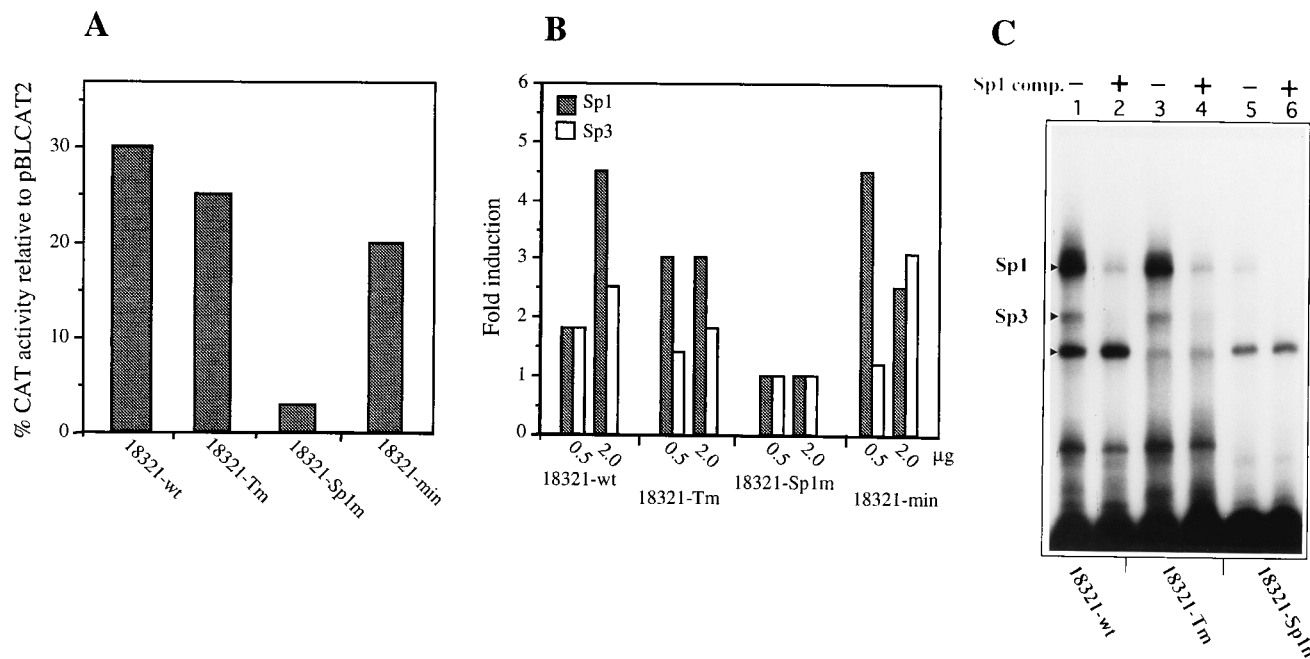 A
% CAT activity relative to pBLCAT2
30
20
10
0
18321-wt
18321-Tm
18321-Sp1m
18321-min
B
Fold induction
6
5
4
3
2
1
0
Sp1
Sp3
0.5 2.0 0.5 2.0 0.5 2.0 0.5 2.0 µg
18321-wt
18321-Tm
18321-Sp1m
18321-min
C
Sp1 comp. − + − + − +
1 2 3 4 5 6
Sp1
Sp3
18321-wt
18321-Tm
18321-Sp1m